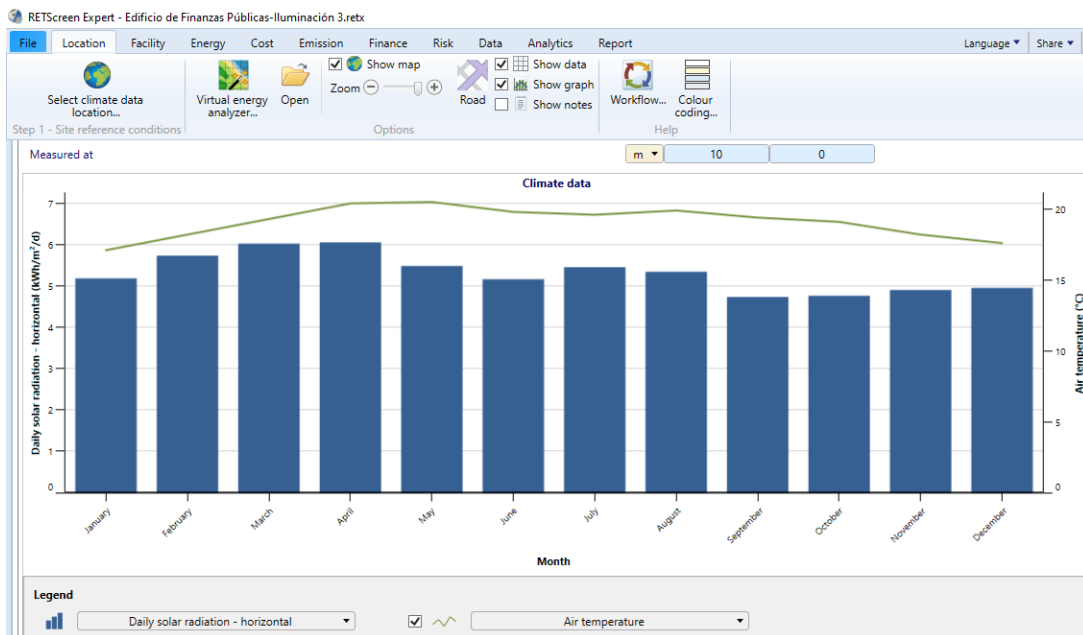 RETScreen Expert - Edificio de Finanzas Públicas-Iluminación 3.retx
File Location Facility Energy Cost Emission Finance Risk Data Analytics Report Language Share
Select climate data location...
Step 1 - Site reference conditions
Virtual energy analyzer...
Open
Show map
Zoom
Road
Show data
Show graph
Show notes
Options
Workflow...
Colour coding...
Help
Measured at m 10 0
Climate data
Daily solar radiation - horizontal (kWh/m²/d)
7
6
5
4
3
2
1
0
20
15
10
5
0
Air temperature (°C)
January February March April May June July August September October November December
Month
Legend
Daily solar radiation - horizontal Air temperature